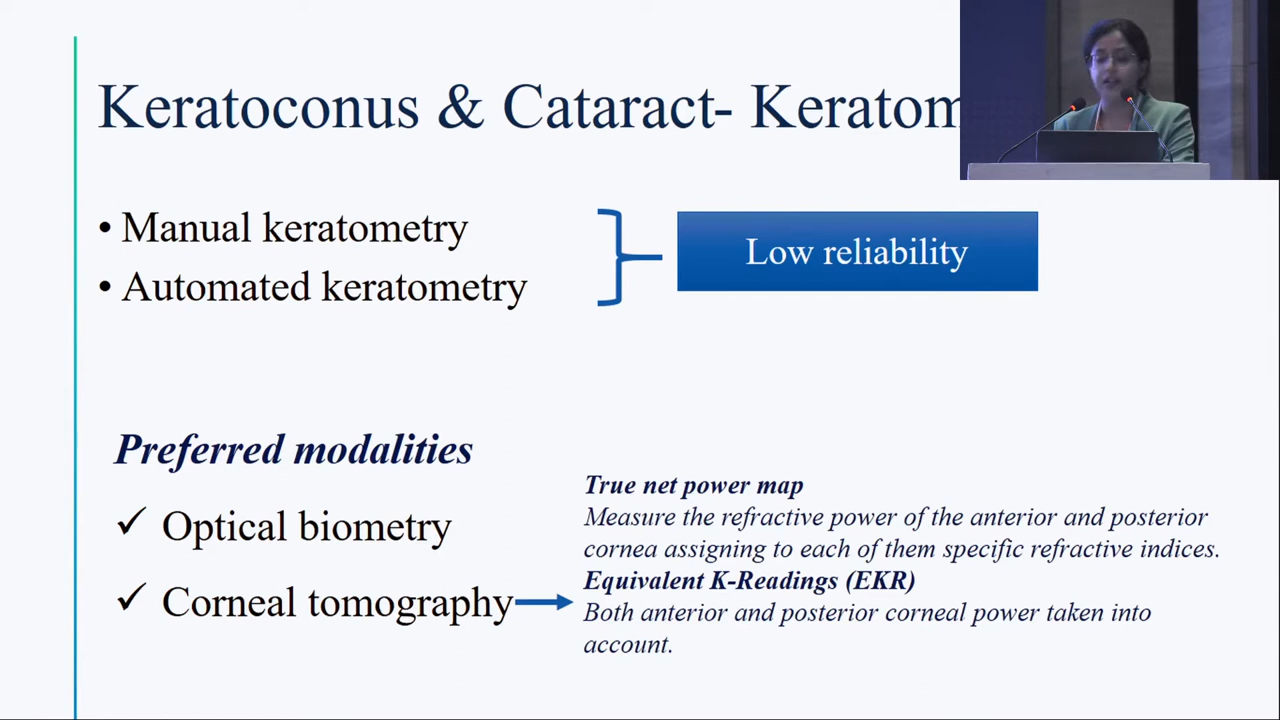 Keratoconus & Cataract- Keratom
• Manual keratometry
• Automated keratometry
Low reliability
Preferred modalities
✓ Optical biometry
✓ Corneal tomography
True net power map
Measure the refractive power of the anterior and posterior
cornea assigning to each of them specific refractive indices.
Equivalent K-Readings (EKR)
Both anterior and posterior corneal power taken into
account.